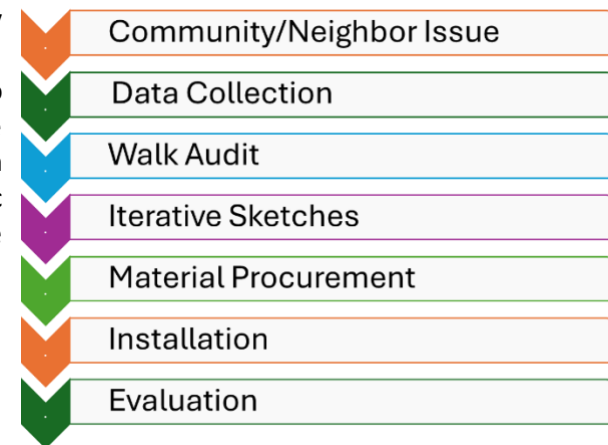 Community/Neighbor Issue
Data Collection
Walk Audit
Iterative Sketches
Material Procurement
Installation
Evaluation